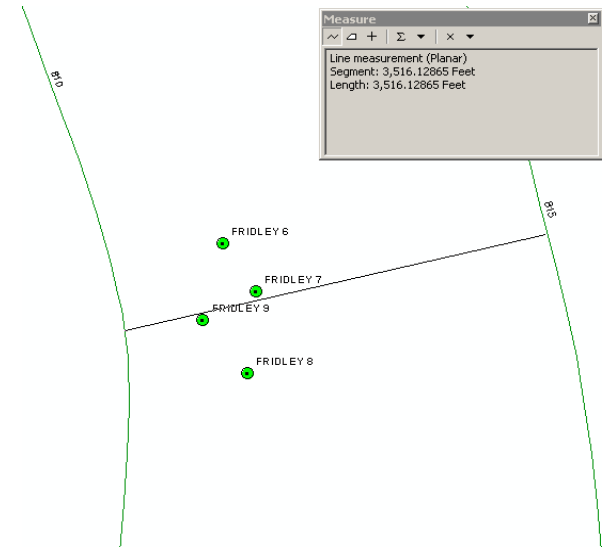 Measure
Line measurement (Planar)
Segment: 3,516.12865 Feet
Length: 3,516.12865 Feet
810
815
FRIDLEY 6
FRIDLEY 7
FRIDLEY 9
FRIDLEY 8